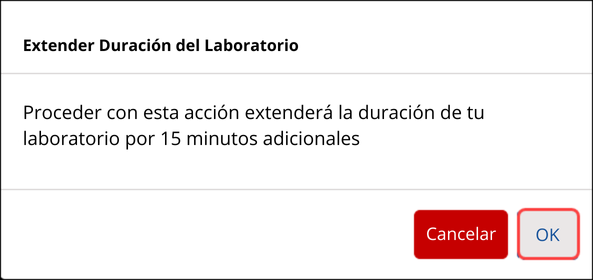 Extender Duración del Laboratorio
Proceder con esta acción extenderá la duración de tu
laboratorio por 15 minutos adicionales
Cancelar
OK